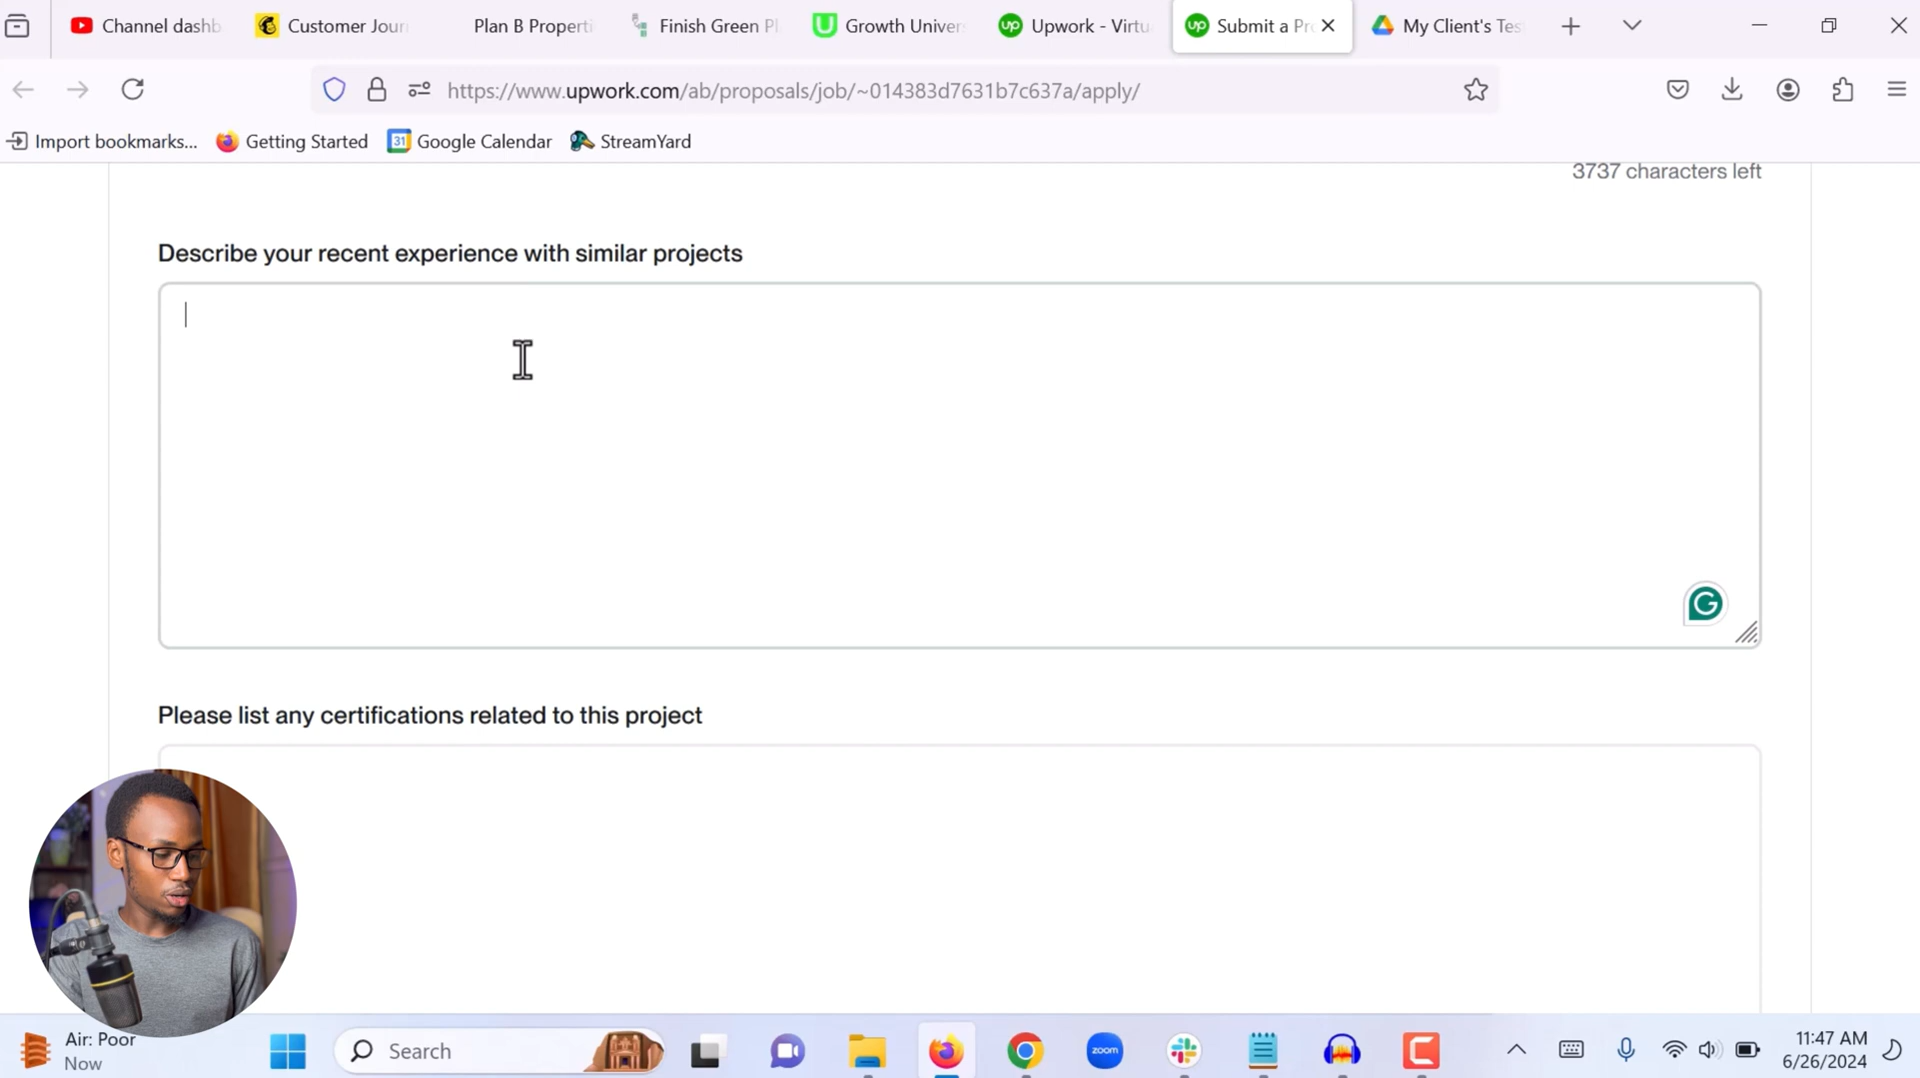 Channel dashb
Customer Jour
Plan B Properti
Finish Green Pl
Growth Univer
Upwork - Virtu
Submit a Pr
My Client's Tes
https://www.upwork.com/ab/proposals/job/~014383d7631b7c637a/apply/
Import bookmarks...
Getting Started
31
Google Calendar
StreamYard
3737 characters left
Describe your recent experience with similar projects
Please list any certifications related to this project
Air: Poor
Now
Search
zoom
11:47 AM
6/26/2024